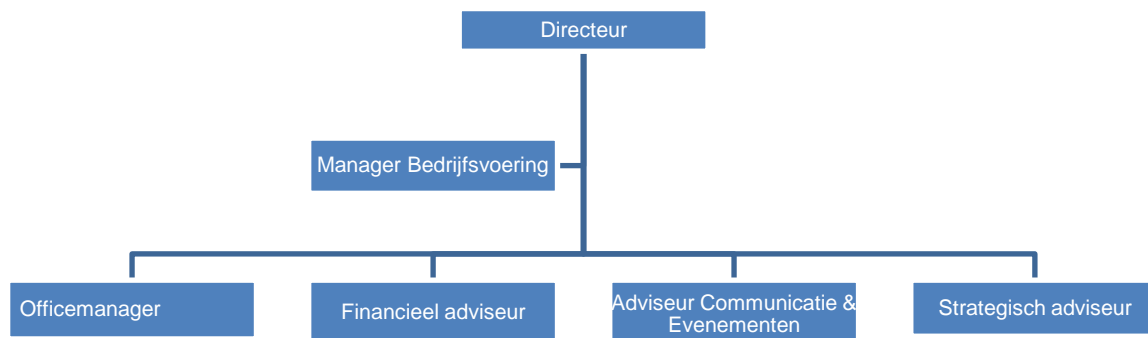 Directeur
Manager Bedrijfsvoering
Officemanager
Financieel adviseur
Adviseur Communicatie &
Evenementen
Strategisch adviseur